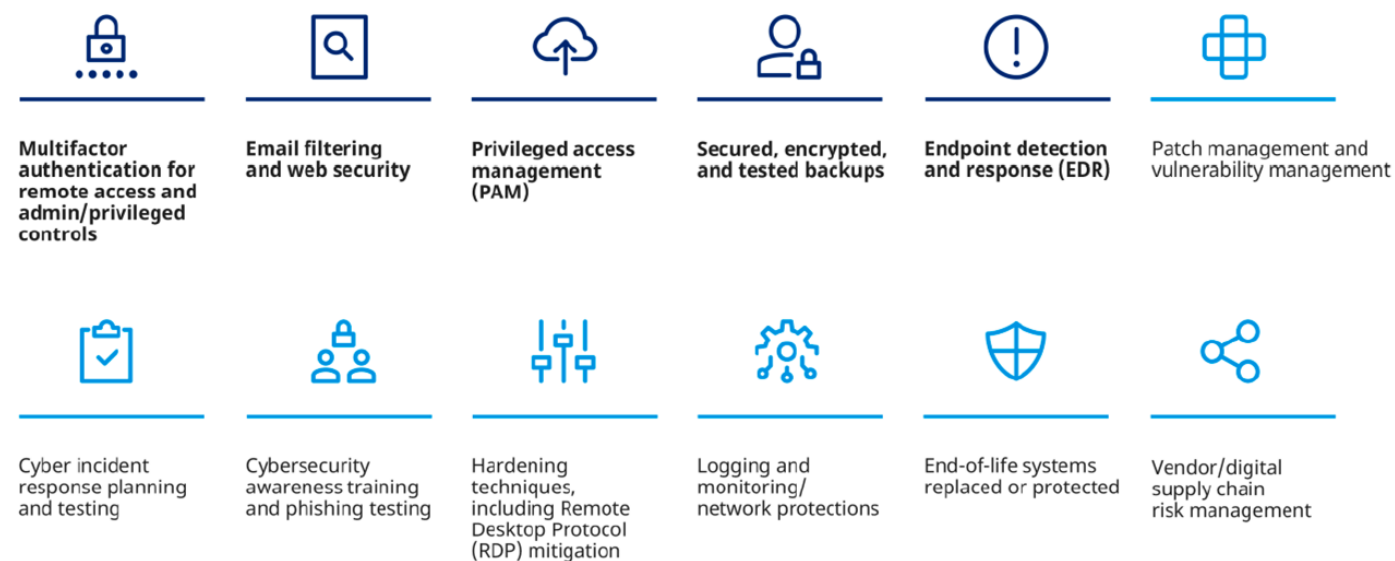 Multifactor
authentication for
remote access and
admin/privileged
controls
Email filtering
and web security
Privileged access
management
(PAM)
Secured, encrypted,
and tested backups
Endpoint detection
and response (EDR)
Patch management and
vulnerability management
Cyber incident
response planning
and testing
Cybersecurity
awareness training
and phishing testing
Hardening
techniques,
including Remote
Desktop Protocol
(RDP) mitigation
Logging and
monitoring/
network protections
End-of-life systems
replaced or protected
Vendor/digital
supply chain
risk management